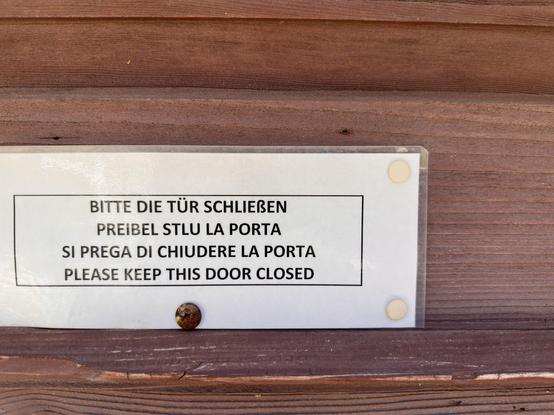 BITTE DIE TÜR SCHLIEßEN
PREIBEL STLU LA PORTA
SI PREGA DI CHIUDERE LA PORTA
PLEASE KEEP THIS DOOR CLOSED